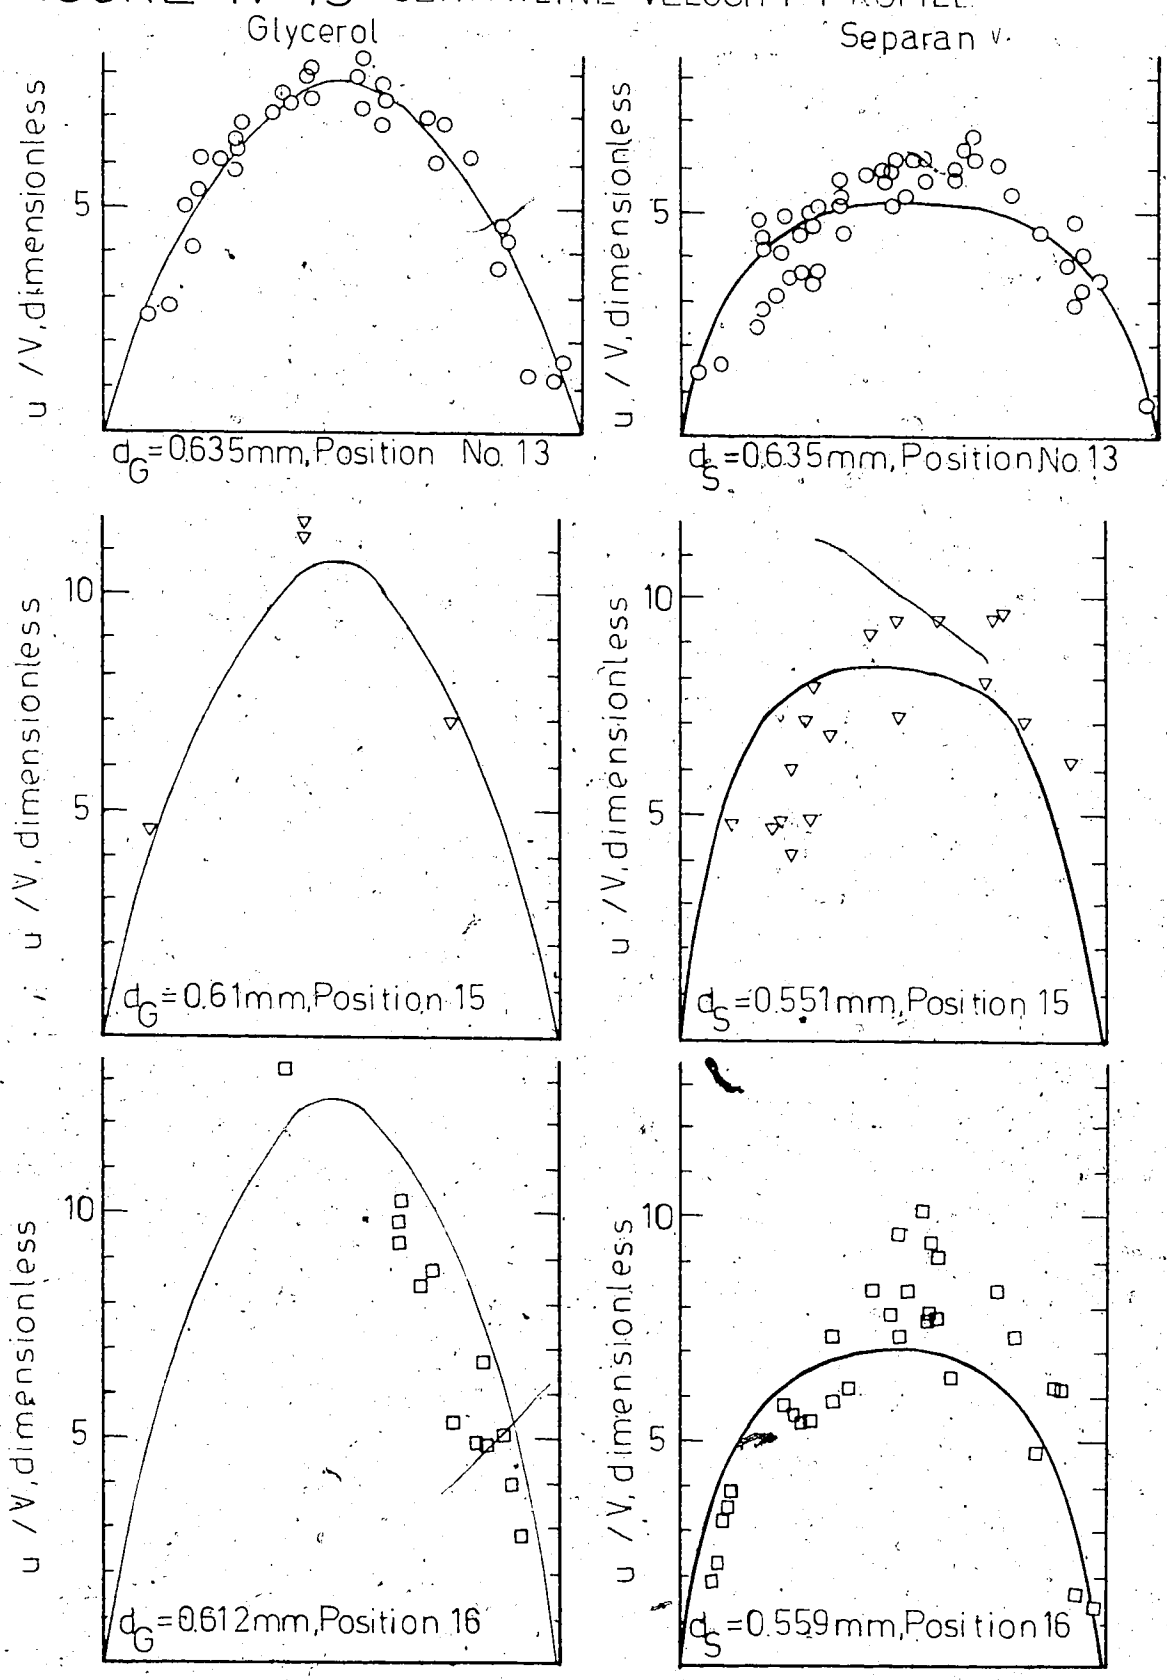 Glycerol
Separan
u /V, dimensionless
5
d_G=0.635mm, Position No. 13
u /V, dimensionless
5
d_S=0.635mm, Position No. 13
u /V, dimensionless
10
5
d_G=0.61mm, Position 15
u /V, dimensionless
10
5
d_S=0.551mm, Position 15
u /V, dimensionless
10
5
d_G=0.612mm, Position 16
u /V, dimensionless
10
5
d_S=0.559mm, Position 16